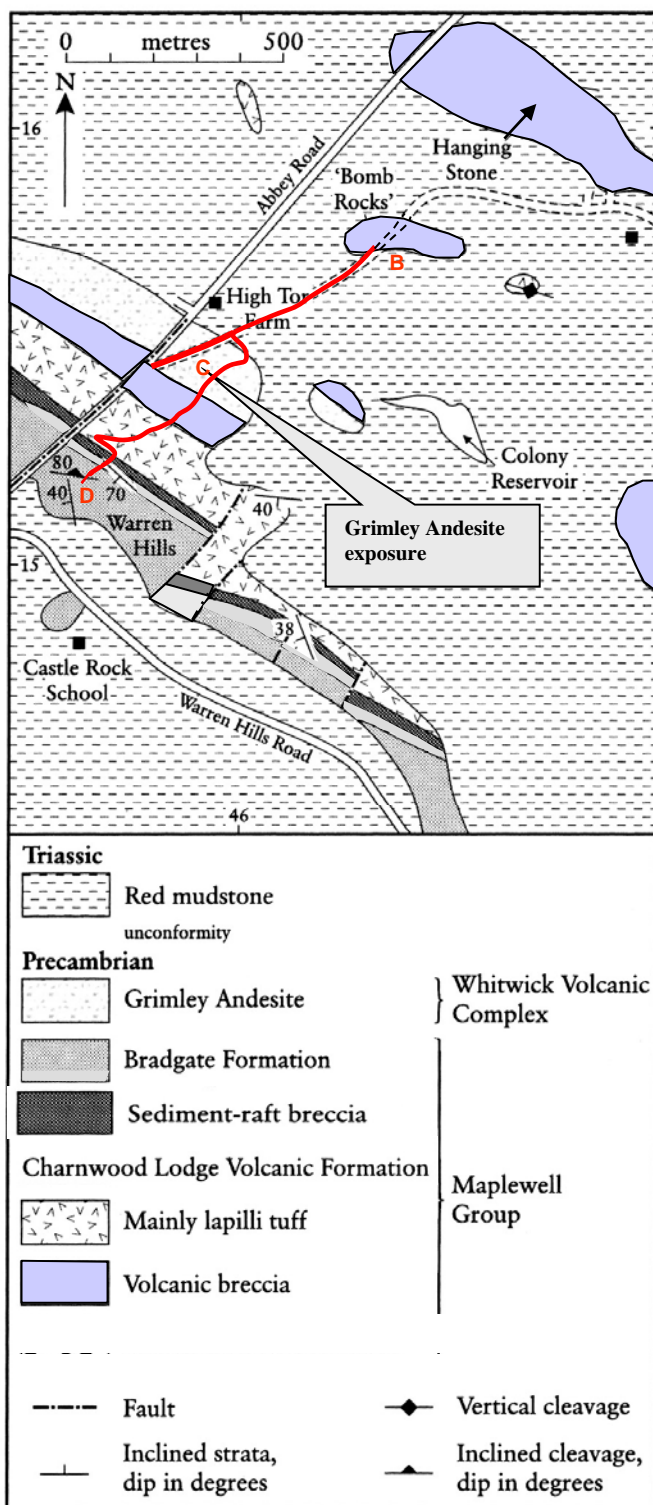 0 metres 500
N
16
Abbey Road
Hanging
Stone
'Bomb
Rocks'
B
High Tor
Farm
C
Colony
Reservoir
80
40
D
70
Warren
Hills
40
Grimley Andesite
exposure
15
38
Castle Rock
School
Warren Hills Road
46
Triassic
Red mudstone
unconformity
Precambrian
Grimley Andesite
Whitwick Volcanic
Complex
Bradgate Formation
Sediment-raft breccia
Charnwood Lodge Volcanic Formation
Maplewell
Group
Mainly lapilli tuff
Volcanic breccia
Fault
Vertical cleavage
Inclined strata,
dip in degrees
Inclined cleavage,
dip in degrees